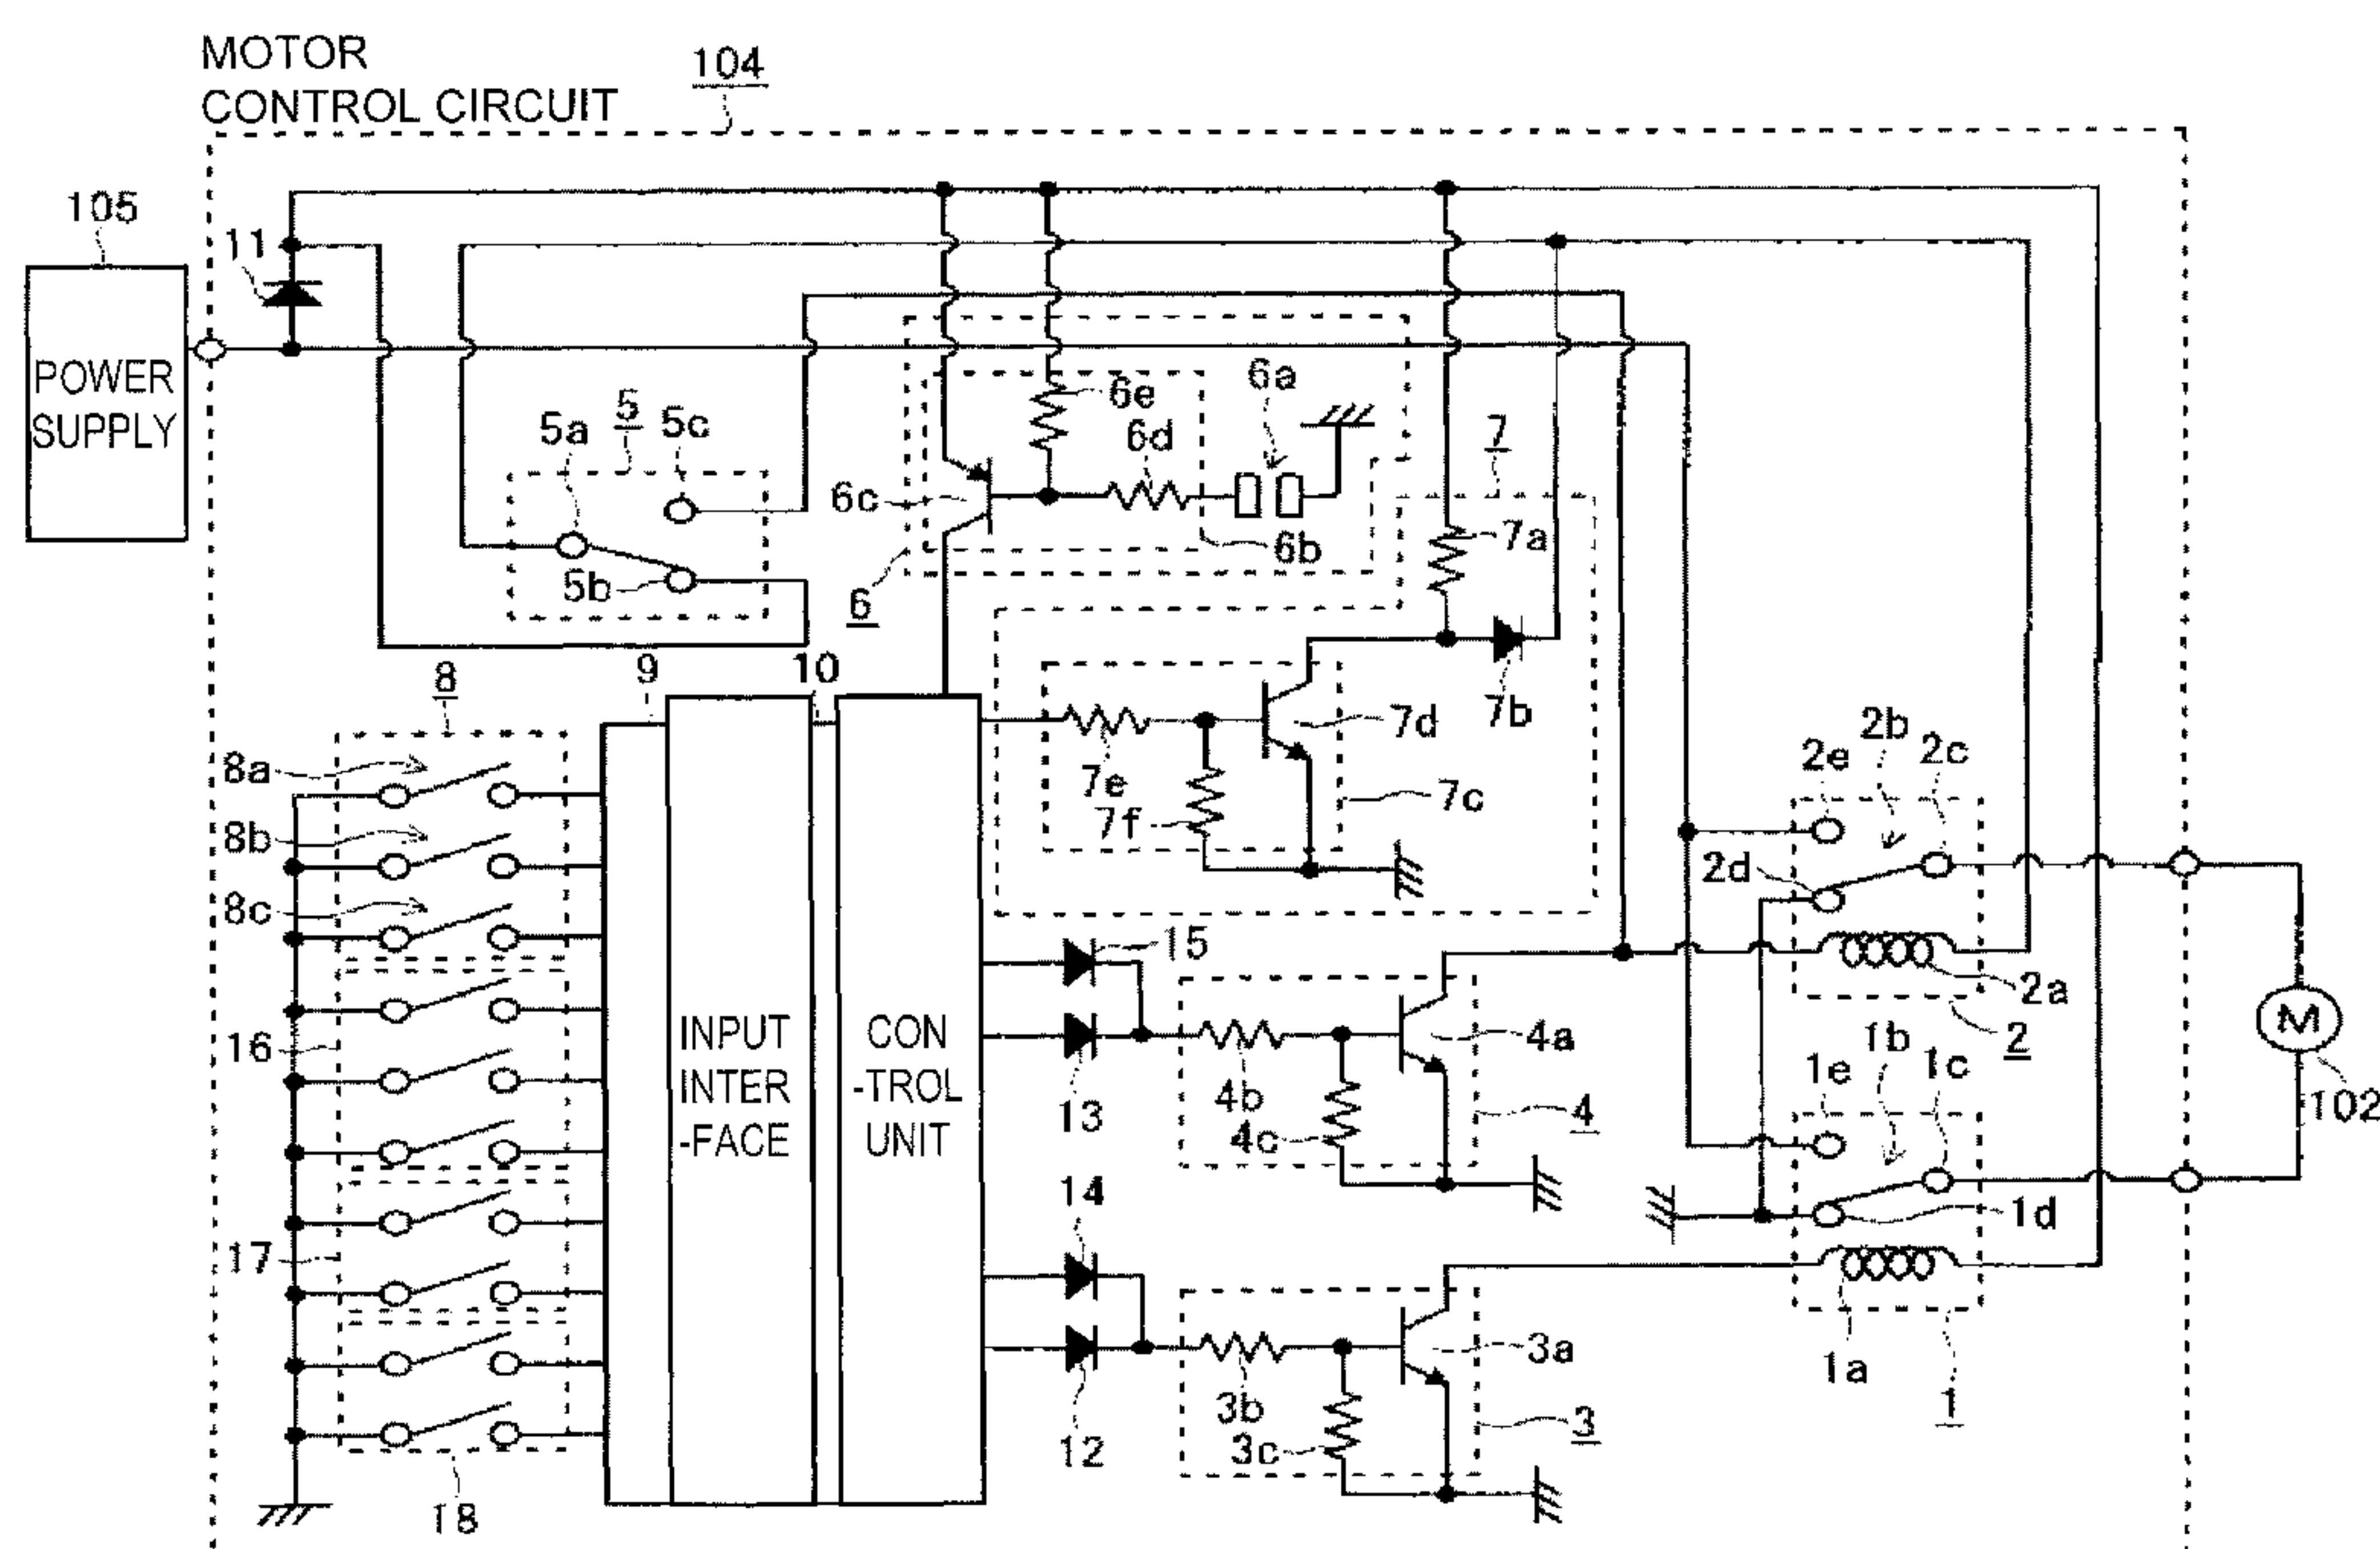 MOTOR
CONTROL CIRCUIT
104
105
11
POWER
SUPPLY
5
5a
5c
5b
6e
6a
6d
6c
6b
6
7
7a
7b
7d
7e
7f
7c
8
9
10
8a
8b
8c
16
17
18
INPUT
INTER
-FACE
CON
-TROL
UNIT
15
13
14
12
4a
4b
4c
4
3a
3b
3c
3
2b
2e
2c
2d
2a
2
1b
1e
1c
1d
1a
1
M
102